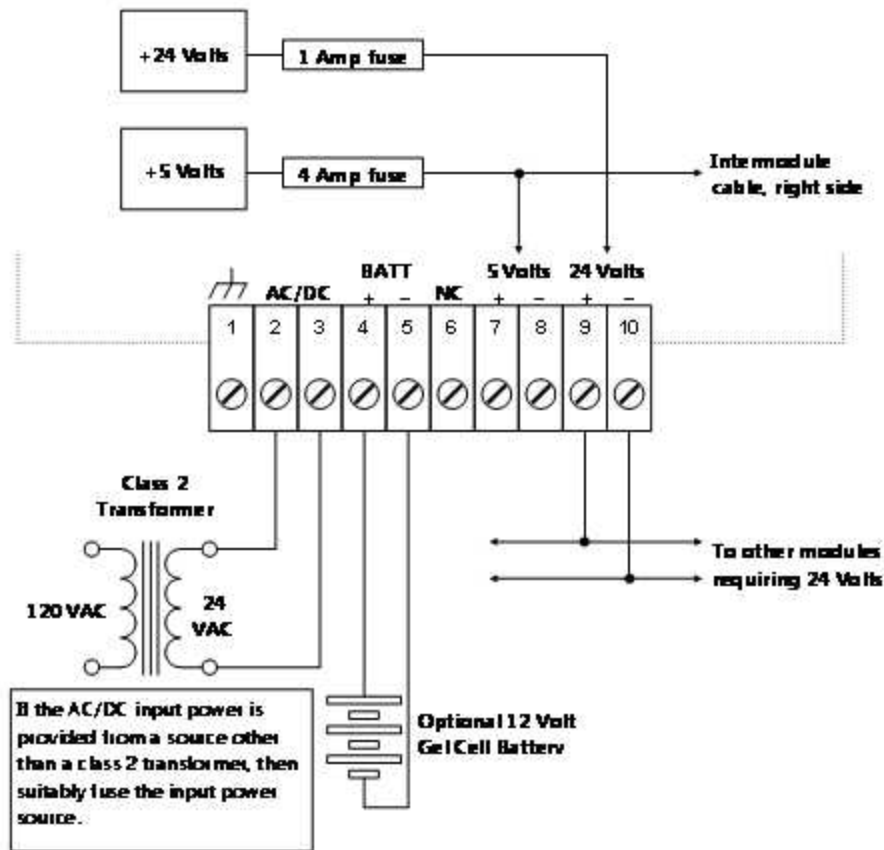 +24 Volts
1 Amp fuse
+5 Volts
4 Amp fuse
Intermodule
cable, right side
BATT
5 Volts
24 Volts
AC/DC
+
–
NC
+
–
+
–
1
2
3
4
5
6
7
8
9
10
Class 2
Transformer
120 VAC
24
VAC
To other modules
requiring 24 Volts
If the AC/DC input power is
provided from a source other
than a class 2 transformer, then
suitably fuse the input power
source.
Optional 12 Volt
Gel Cell Battery